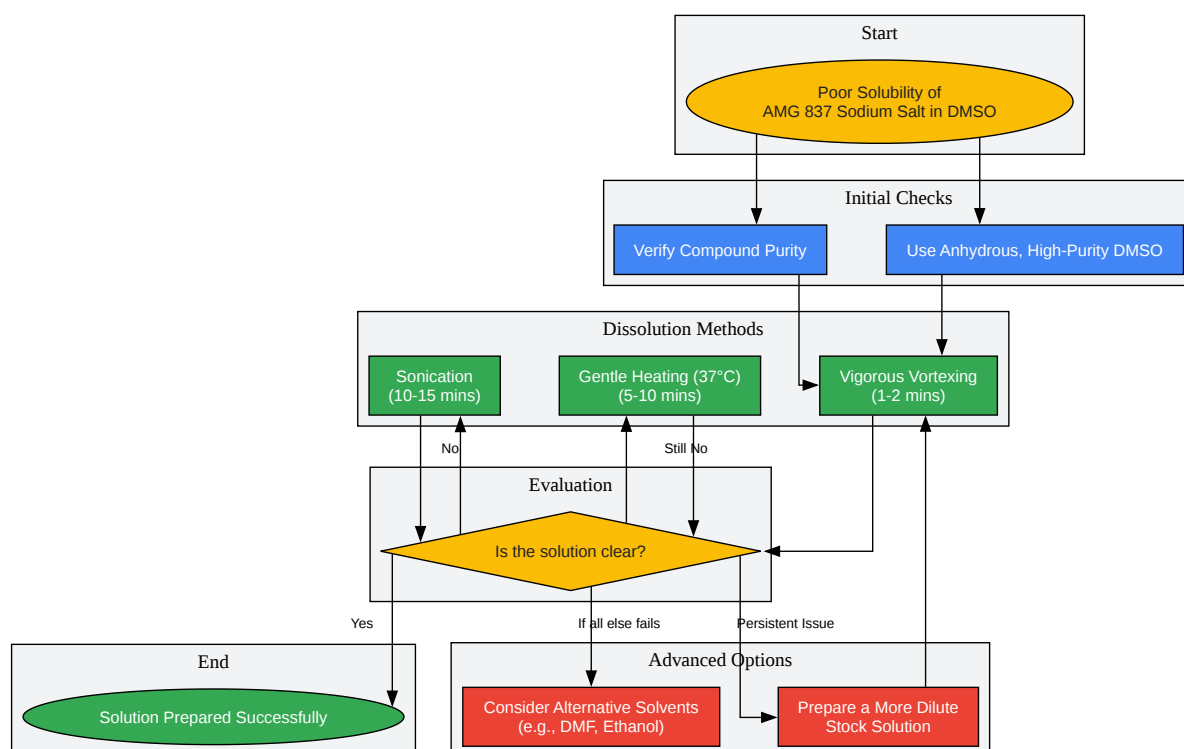 Start
Poor Solubility of
AMG 837 Sodium Salt in DMSO
Initial Checks
Verify Compound Purity
Use Anhydrous, High-Purity DMSO
Dissolution Methods
Sonication
(10-15 mins)
Gentle Heating (37°C)
(5-10 mins)
Vigorous Vortexing
(1-2 mins)
No
Still No
Evaluation
Is the solution clear?
Yes
If all else fails
Persistent Issue
End
Solution Prepared Successfully
Advanced Options
Consider Alternative Solvents
(e.g., DMF, Ethanol)
Prepare a More Dilute
Stock Solution